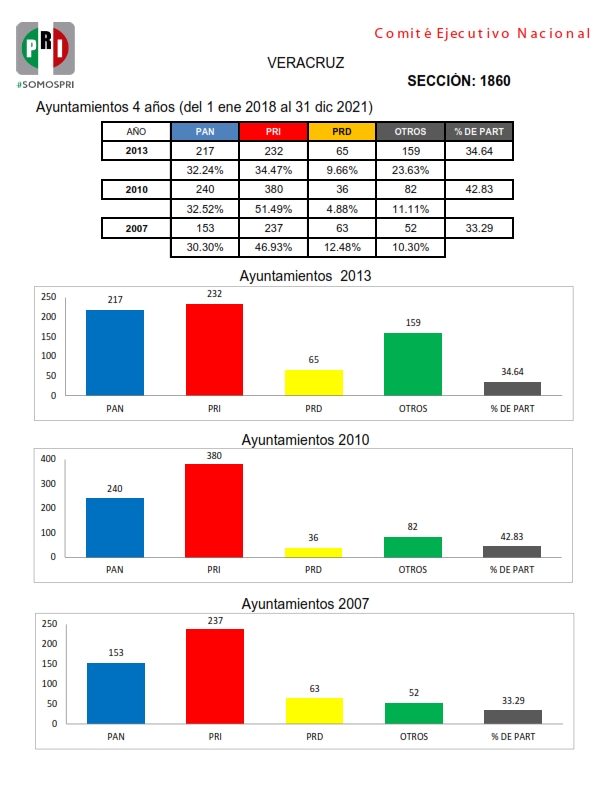 Comité Ejecutivo Nacional
PRI
#SOMOSPRI
VERACRUZ
SECCIÓN: 1860
Ayuntamientos 4 años (del 1 ene 2018 al 31 dic 2021)
AÑO PAN PRI PRD OTROS % DE PART
2013 217 232 65 159 34.64
32.24% 34.47% 9.66% 23.63%
2010 240 380 36 82 42.83
32.52% 51.49% 4.88% 11.11%
2007 153 237 63 52 33.29
30.30% 46.93% 12.48% 10.30%
Ayuntamientos 2013
250
200
150
100
50
0
217 232 65 159 34.64
PAN PRI PRD OTROS % DE PART
Ayuntamientos 2010
400
300
200
100
0
240 380 36 82 42.83
PAN PRI PRD OTROS % DE PART
Ayuntamientos 2007
250
200
150
100
50
0
153 237 63 52 33.29
PAN PRI PRD OTROS % DE PART